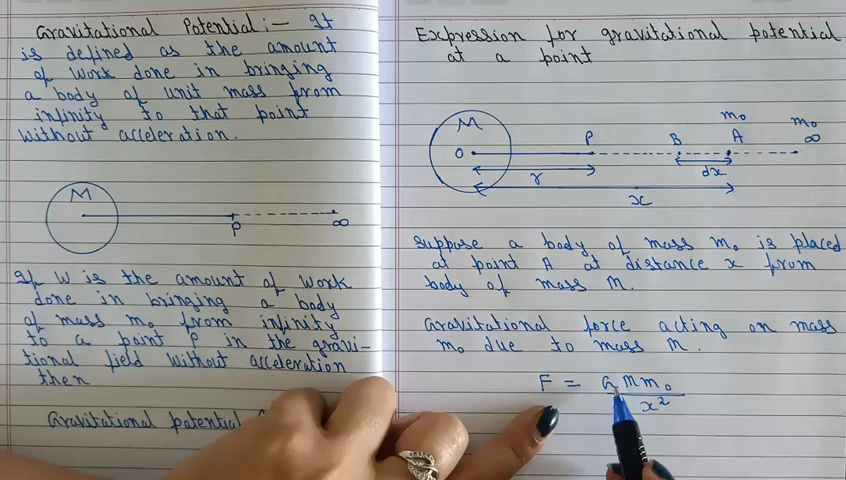 Gravitational Potential :- It
is defined as the amount
of work done in bringing
a body of unit mass from
infinity to that point
without acceleration.
M
P
∞
If W is the amount of work
done in bringing a body
of mass m₀ from infinity
to a point P in the gravi-
tional field without acceleration
then
Gravitational potential
Expression for gravitational potential
at a point
M
m₀
m₀
O
P
B
A
∞
r
dx
x
Suppose a body of mass m₀ is placed
at point A at distance x from
body of mass M.
Gravitational force acting on mass
m₀ due to mass M.
F = GMm₀
x²